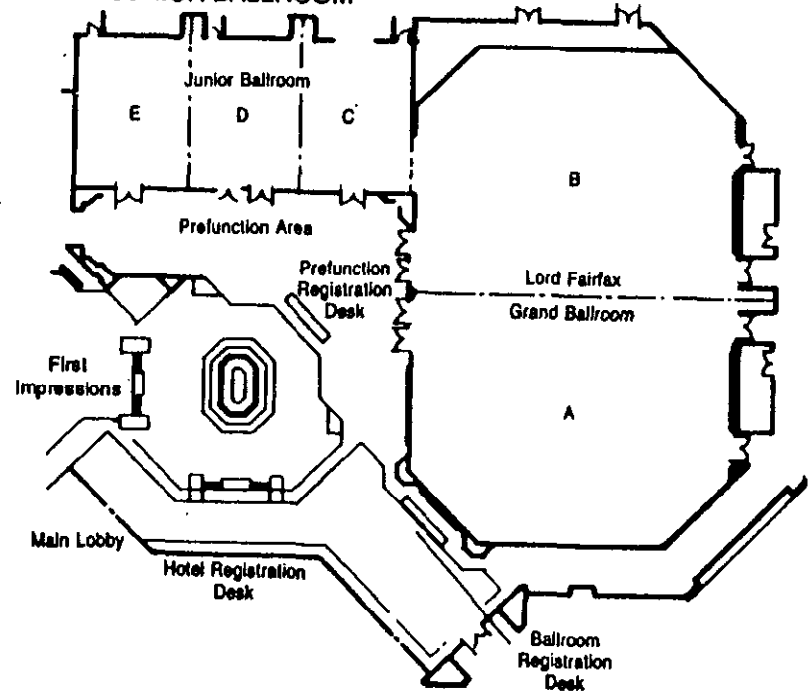 Junior Ballroom
E
D
C
B
Prefunction Area
Prefunction
Registration
Desk
Lord Fairfax
Grand Ballroom
First
Impressions
A
Main Lobby
Hotel Registration
Desk
Ballroom
Registration
Desk